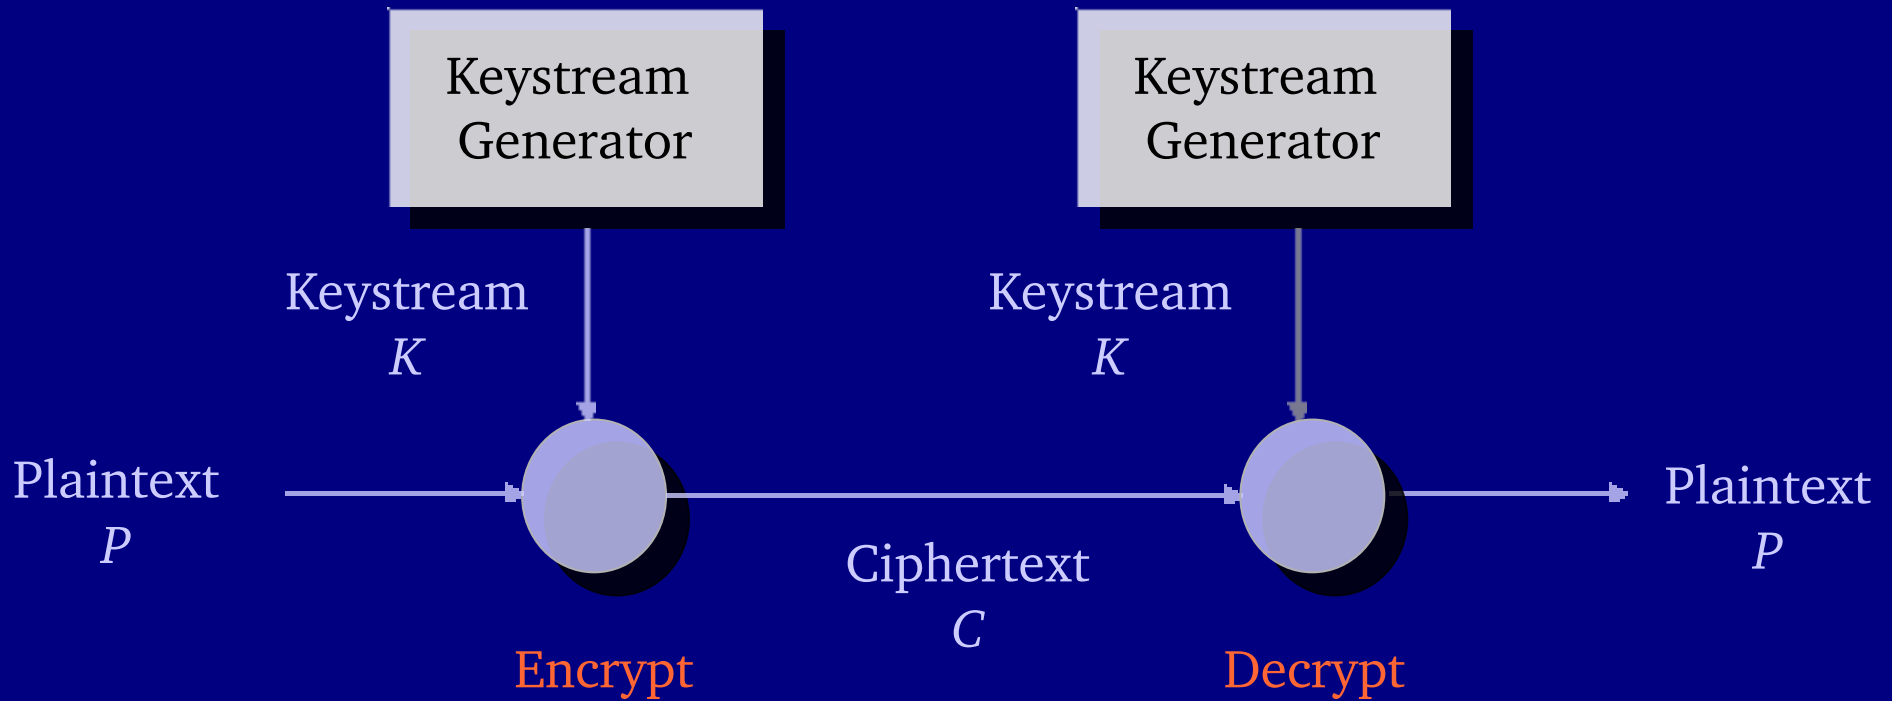 Keystream
Generator
Keystream
Generator
Keystream
K
Keystream
K
Plaintext
P
Ciphertext
C
Plaintext
P
Encrypt
Decrypt